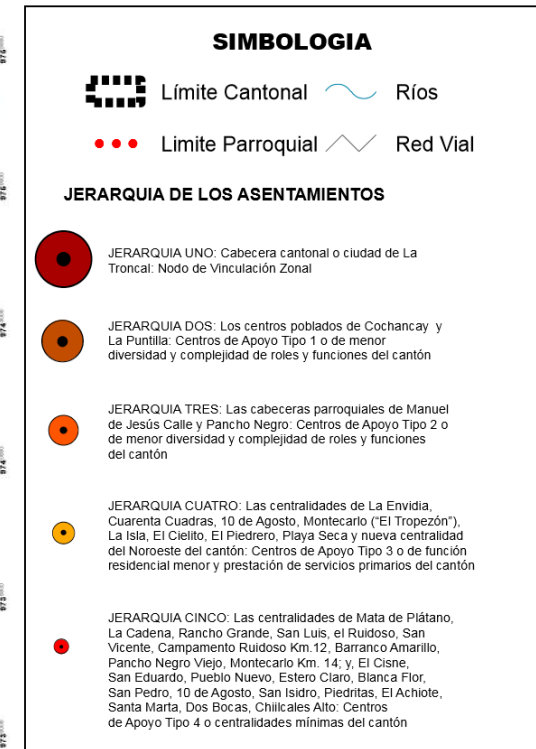 SIMBOLOGIA
Límite Cantonal
Ríos
Limite Parroquial
Red Vial
JERARQUIA DE LOS ASENTAMIENTOS
JERARQUIA UNO: Cabecera cantonal o ciudad de La
Troncal: Nodo de Vinculación Zonal
JERARQUIA DOS: Los centros poblados de Cochancay y
La Puntilla: Centros de Apoyo Tipo 1 o de menor
diversidad y complejidad de roles y funciones del cantón
JERARQUIA TRES: Las cabeceras parroquiales de Manuel
de Jesús Calle y Pancho Negro: Centros de Apoyo Tipo 2 o
de menor diversidad y complejidad de roles y funciones
del cantón
JERARQUIA CUATRO: Las centralidades de La Envidia,
Cuarenta Cuadras, 10 de Agosto, Montecarlo ("El Tropezón"),
La Isla, El Cielito, El Piedrero, Playa Seca y nueva centralidad
del Noroeste del cantón: Centros de Apoyo Tipo 3 o de función
residencial menor y prestación de servicios primarios del cantón
JERARQUIA CINCO: Las centralidades de Mata de Plátano,
La Cadena, Rancho Grande, San Luis, el Ruidoso, San
Vicente, Campamento Ruidoso Km.12, Barranco Amarillo,
Pancho Negro Viejo, Montecarlo Km. 14; y, El Cisne,
San Eduardo, Pueblo Nuevo, Estero Claro, Blanca Flor,
San Pedro, 10 de Agosto, San Isidro, Piedritas, El Achiote,
Santa Marta, Dos Bocas, Chiilcales Alto: Centros
de Apoyo Tipo 4 o centralidades mínimas del cantón